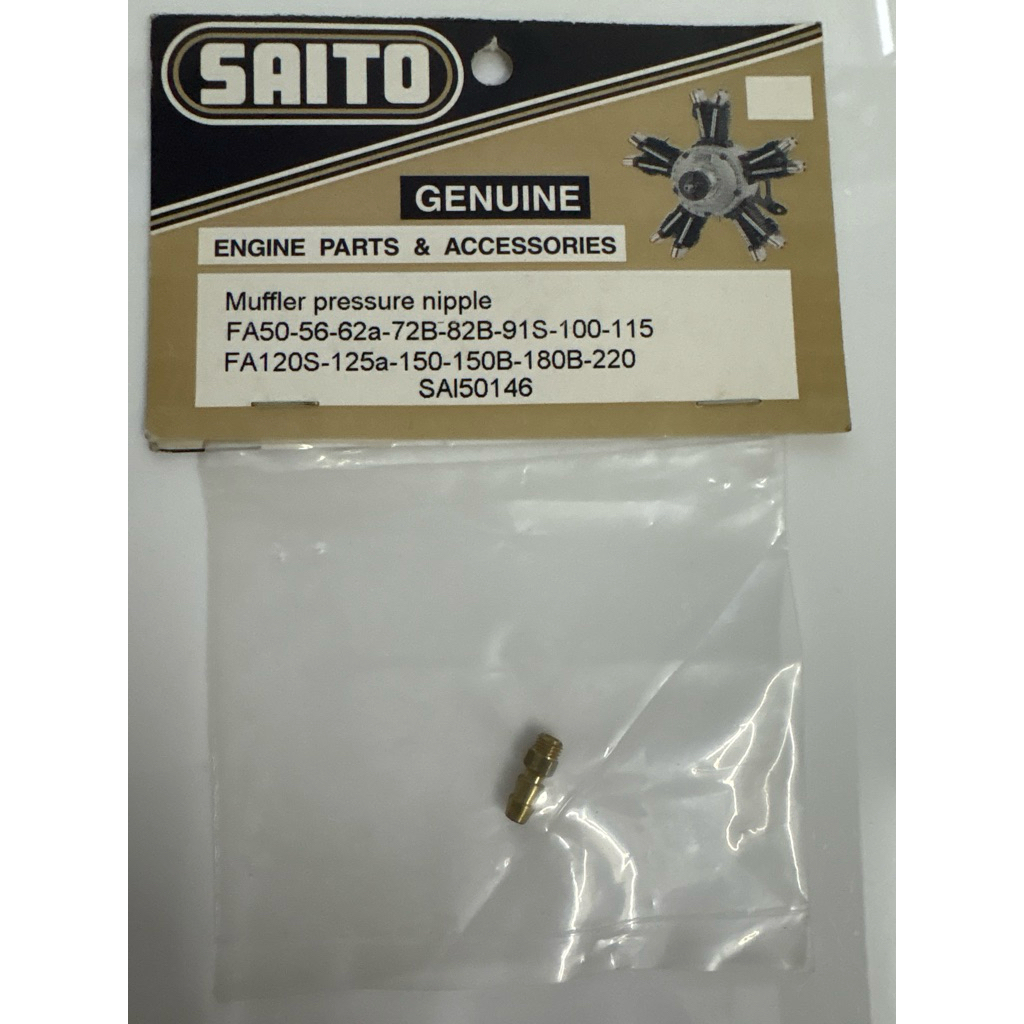 SAITO
GENUINE
ENGINE PARTS & ACCESSORIES
Muffler pressure nipple
FA50-56-62a-72B-82B-91S-100-115
FA120S-125a-150-150B-180B-220
SAI50146